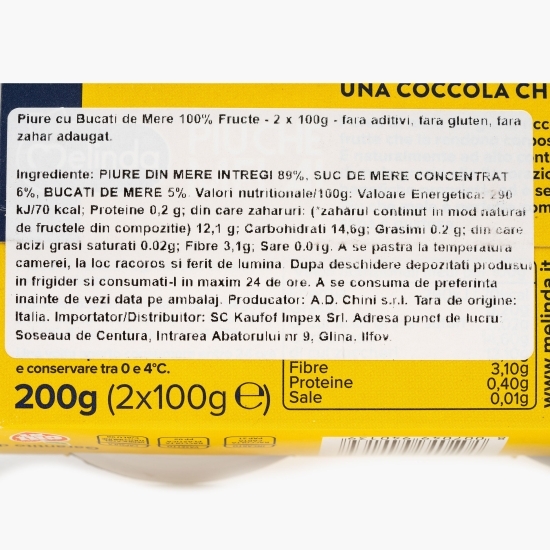 UNA COCCOLA CH
Piure cu Bucati de Mere 100% Fructe - 2 x 100g - fara aditivi, fara gluten, fara
zahar adaugat.
Melinda
Ingrediente: PIURE DIN MERE INTREGI 89%, SUC DE MERE CONCENTRAT
6%, BUCATI DE MERE 5%. Valori nutritionale/100g: Valoare Energetica: 290
kJ/70 kcal; Proteine 0,2 g; din care zaharuri: (*zaharul continut in mod natural
de fructele din compozitie) 12,1 g; Carbohidrati 14,6g; Grasimi 0.2 g; din care
acizi grasi saturati 0.02g; Fibre 3,1g; Sare 0.01g. A se pastra la temperatura
camerei, la loc racoros si ferit de lumina. Dupa deschidere depozitati produsul
in frigider si consumati-l in maxim 24 de ore. A se consuma de preferinta
inainte de vezi data pe ambalaj. Producator: A.D. Chini s.r.l. Tara de origine:
Italia. Importator/Distribuitor: SC Kaufof Impex Srl. Adresa punct de lucru:
Soseaua de Centura, Intrarea Abatorului nr 9, Glina. Ilfov.
www.melinda.it
e conservare tra 0 e 4°C.
200g (2x100g ℮)
Fibre 3,10g
Proteine 0,40g
Sale 0,01g